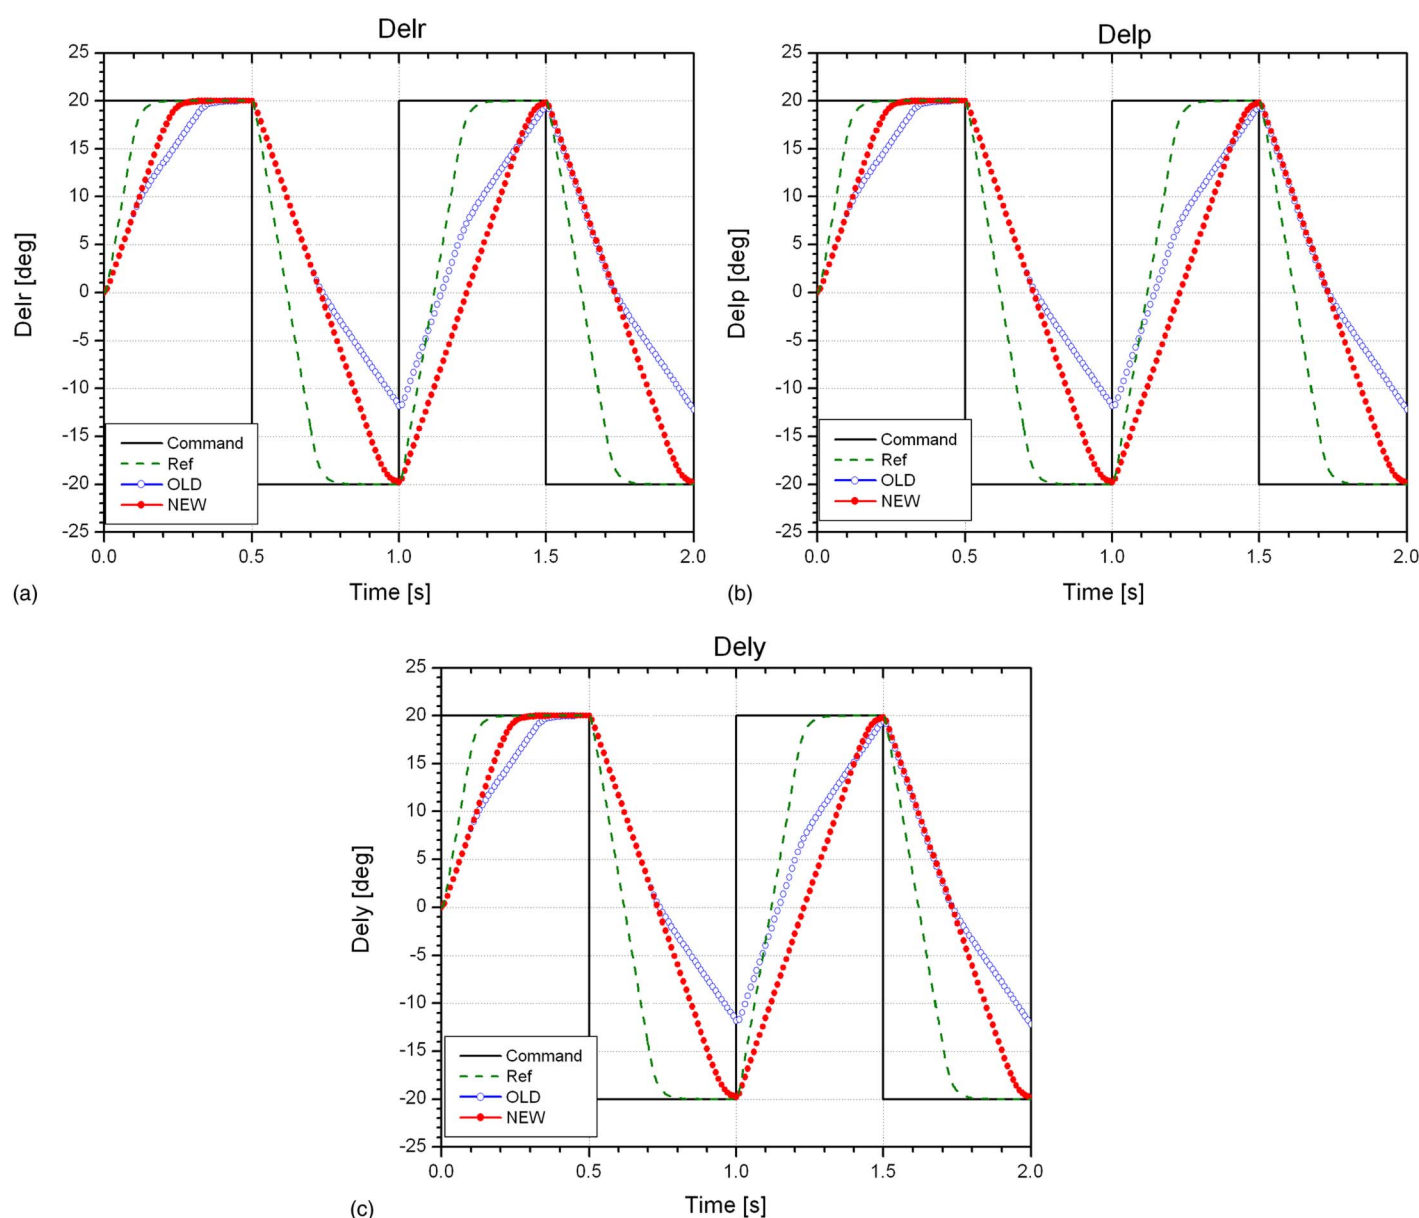 Delr
25
20
15
10
5
0
-5
-10
-15
-20
-25
Delr [deg]
Command
Ref
OLD
NEW
0.0 0.5 1.0 1.5 2.0
Time [s]
(a)
Delp
25
20
15
10
5
0
-5
-10
-15
-20
-25
Delp [deg]
Command
Ref
OLD
NEW
0.0 0.5 1.0 1.5 2.0
Time [s]
(b)
Dely
25
20
15
10
5
0
-5
-10
-15
-20
-25
Dely [deg]
Command
Ref
OLD
NEW
0.0 0.5 1.0 1.5 2.0
Time [s]
(c)